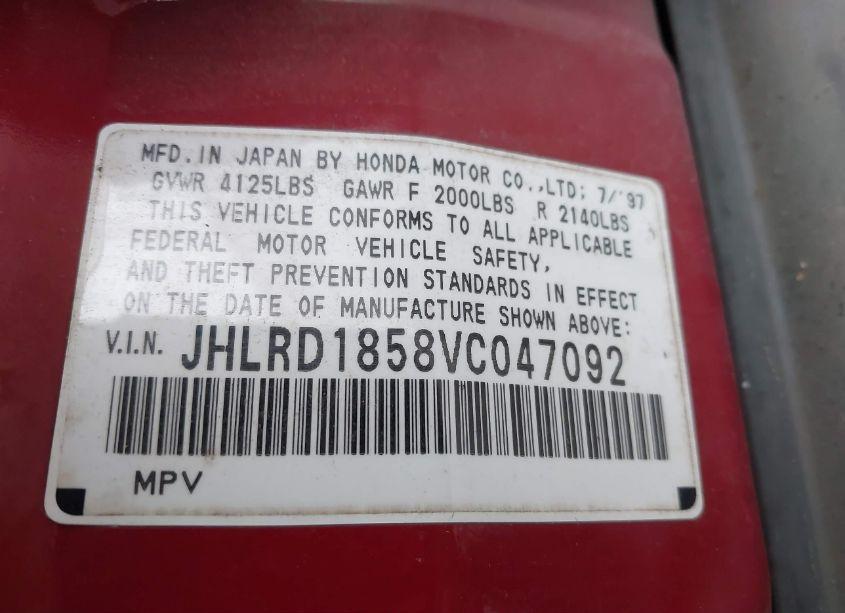 MFD. IN JAPAN BY HONDA MOTOR CO.,LTD; 7/'97
GVWR 4125LBS GAWR F 2000LBS R 2140LBS
THIS VEHICLE CONFORMS TO ALL APPLICABLE
FEDERAL MOTOR VEHICLE SAFETY,
AND THEFT PREVENTION STANDARDS IN EFFECT
ON THE DATE OF MANUFACTURE SHOWN ABOVE:
V.I.N. JHLRD1858VC047092
MPV